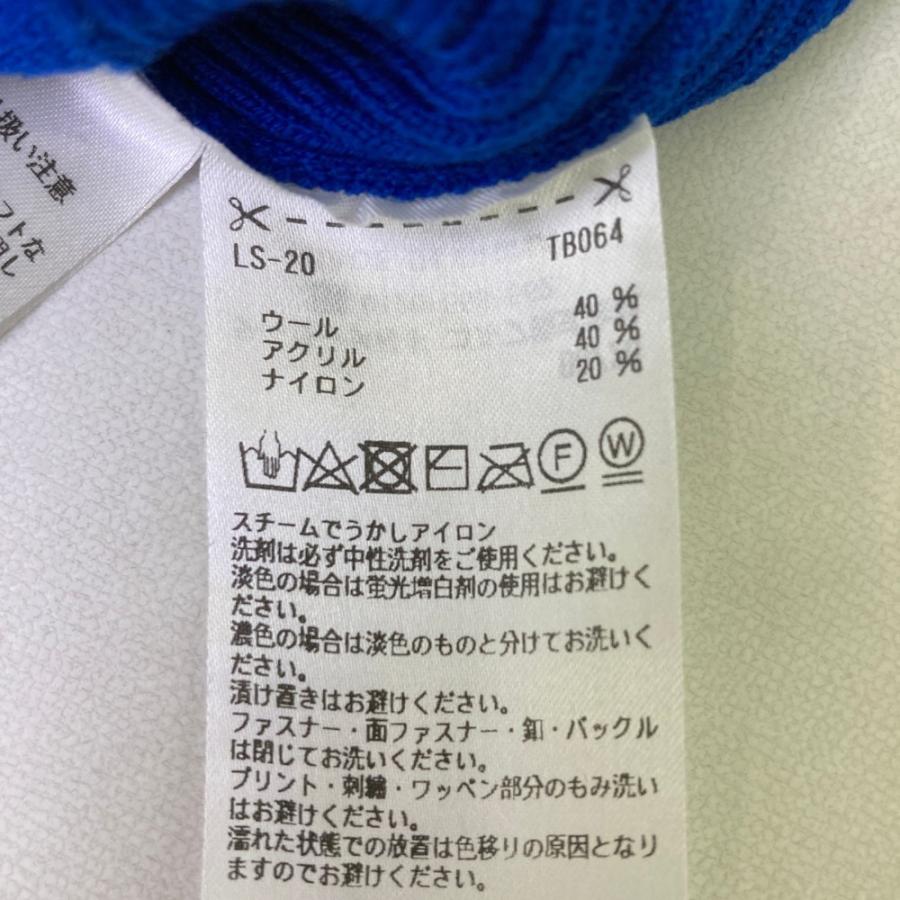 扱い注意
LS-20 TB064
ウール 40 %
アクリル 40 %
ナイロン 20 %
F W
スチームでうかしアイロン
洗剤は必ず中性洗剤をご使用ください。
淡色の場合は蛍光増白剤の使用はお避けく
ださい。
濃色の場合は淡色のものと分けてお洗いく
ださい。
漬け置きはお避けください。
ファスナー・面ファスナー・釦・バックル
は閉じてお洗いください。
プリント・刺繍・ワッペン部分のもみ洗い
はお避けください。
濡れた状態での放置は色移りの原因となり
ますのでお避けください。